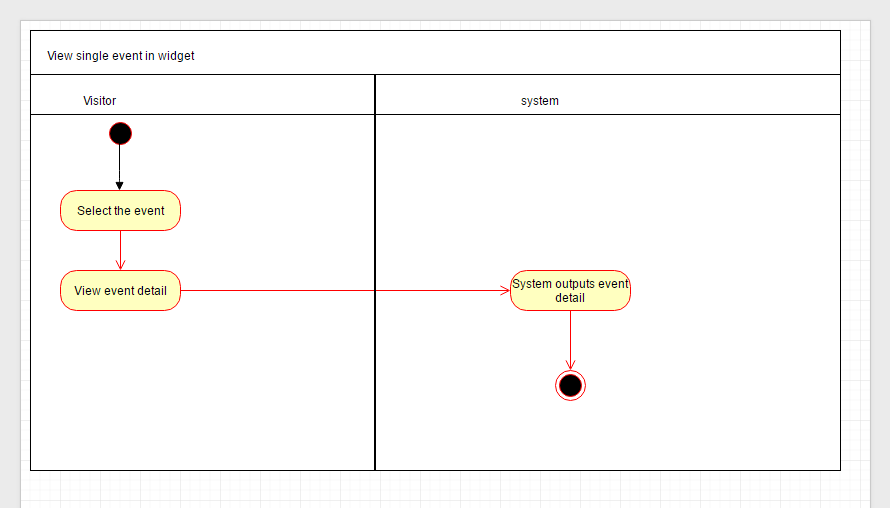 View single event in widget
Visitor
system
Select the event
View event detail
System outputs event
detail